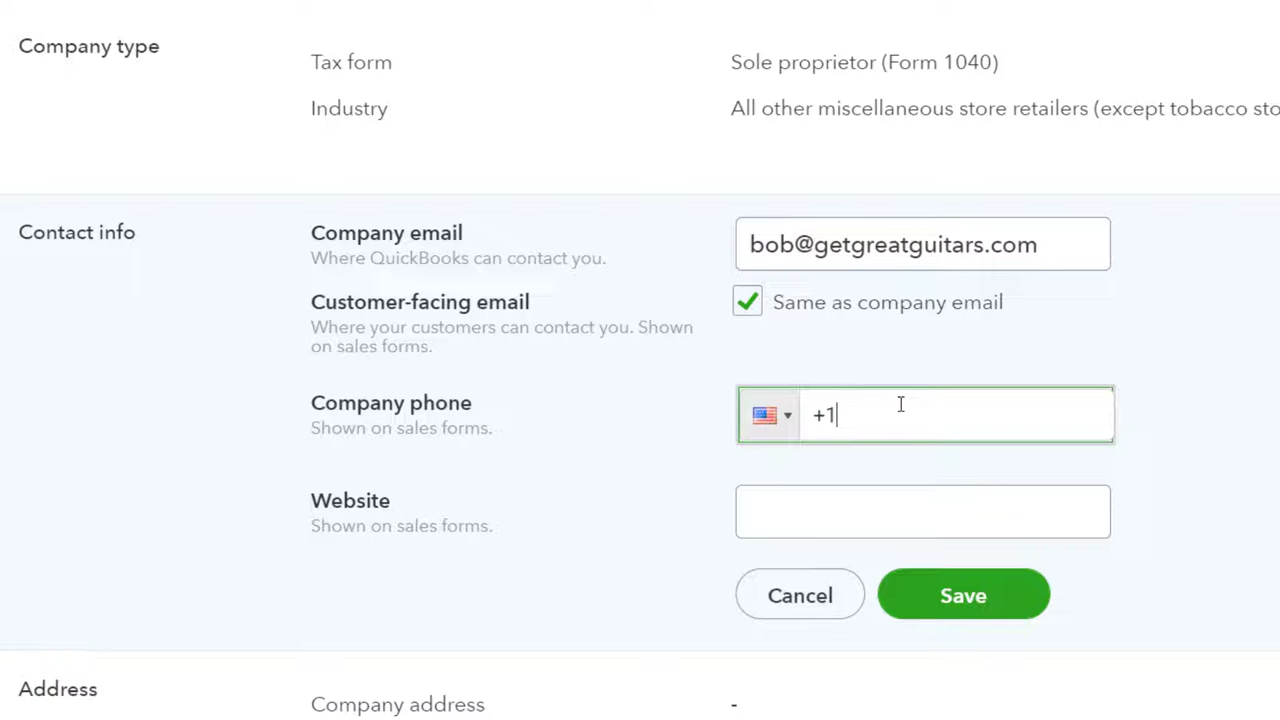 Company type
Tax form
Sole proprietor (Form 1040)
Industry
All other miscellaneous store retailers (except tobacco sto
Contact info
Company email
Where QuickBooks can contact you.
bob@getgreatguitars.com
Customer-facing email
Where your customers can contact you. Shown
on sales forms.
Same as company email
Company phone
Shown on sales forms.
+1
Website
Shown on sales forms.
Cancel
Save
Address
Company address
-